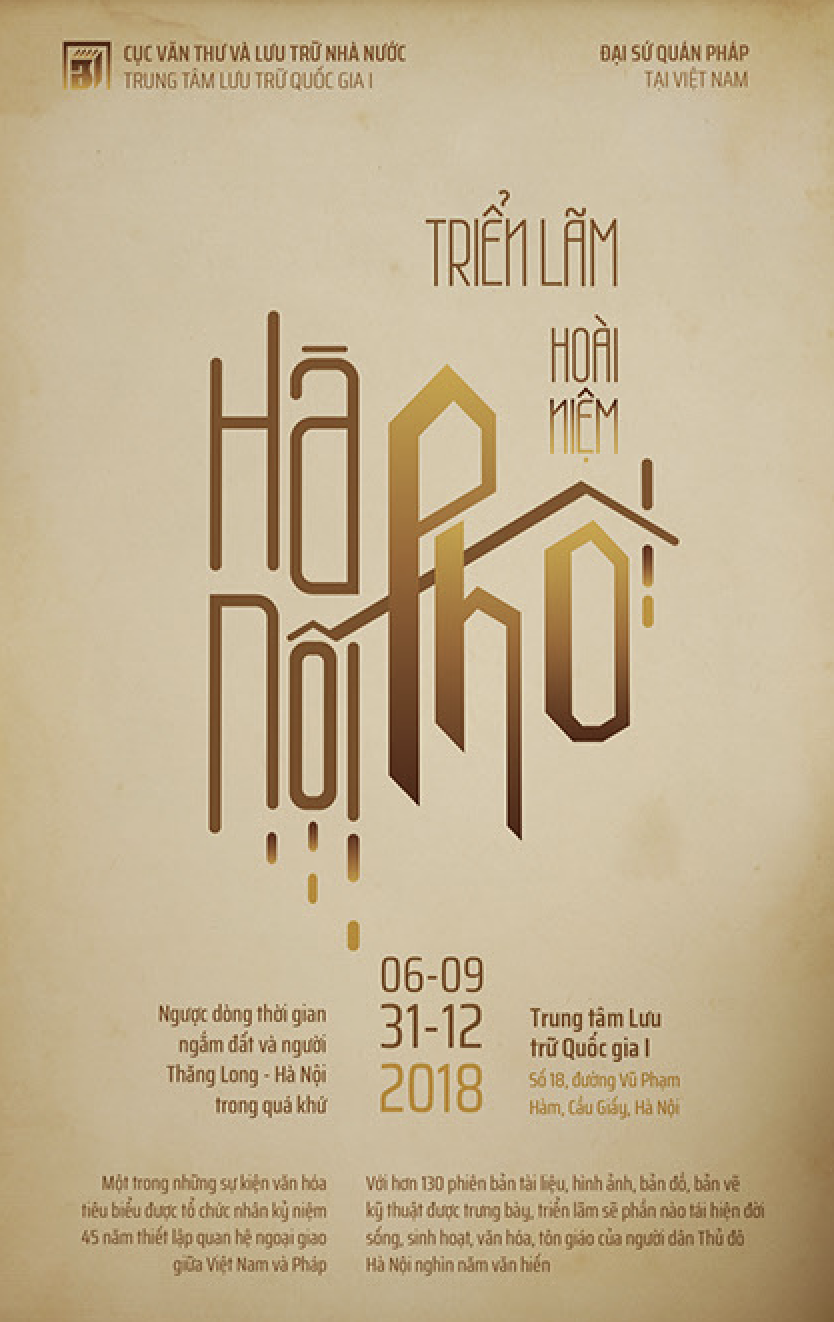 CỤC VĂN THƯ VÀ LƯU TRỮ NHÀ NƯỚC
TRUNG TÂM LƯU TRỮ QUỐC GIA I
ĐẠI SỨ QUÁN PHÁP
TẠI VIỆT NAM
TRIỂN LÃM
HOÀI
NIỆM
Hà
Nội
Phố
06-09
31-12
2018
Ngược dòng thời gian
ngắm đất và người
Thăng Long - Hà Nội
trong quá khứ
Trung tâm Lưu
trữ Quốc gia I
Số 18, đường Vũ Phạm
Hàm, Cầu Giấy, Hà Nội
Một trong những sự kiện văn hóa
tiêu biểu được tổ chức nhân kỷ niệm
45 năm thiết lập quan hệ ngoại giao
giữa Việt Nam và Pháp
Với hơn 130 phiên bản tài liệu, hình ảnh, bản đồ, bản vẽ
kỹ thuật được trưng bày, triển lãm sẽ phần nào tái hiện đời
sống, sinh hoạt, văn hóa, tôn giáo của người dân Thủ đô
Hà Nội nghìn năm văn hiến